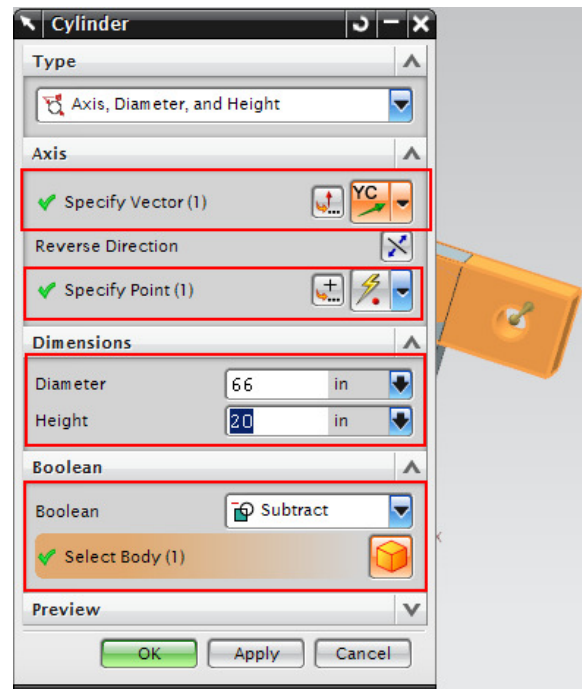 Cylinder
Type
Axis, Diameter, and Height
Axis
Specify Vector (1)
YC
Reverse Direction
Specify Point (1)
Dimensions
Diameter 66 in
Height 20 in
Boolean
Boolean Subtract
Select Body (1)
X
Preview
OK Apply Cancel